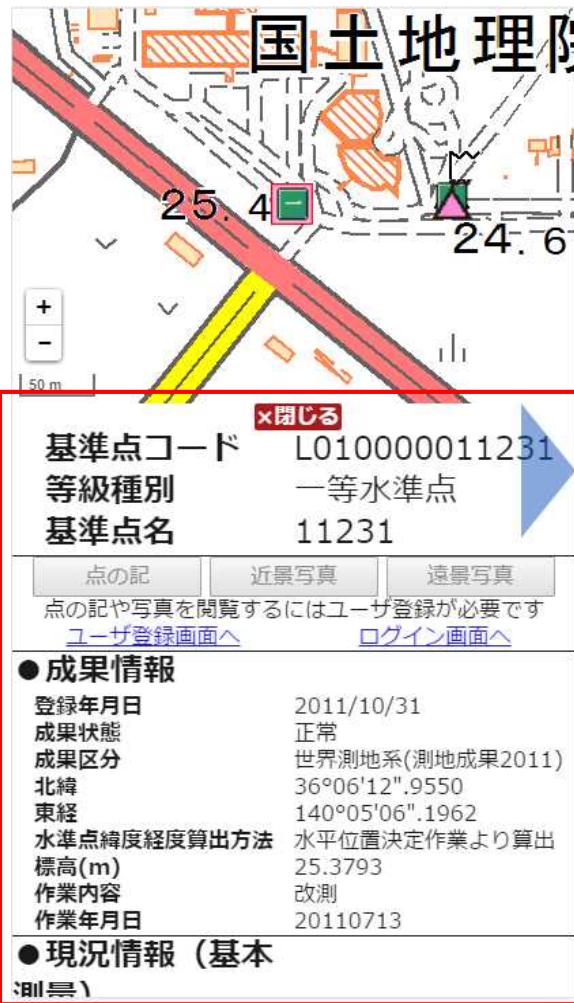 国土地理院
25.4
24.6
+
−
50 m
×閉じる
基準点コード L010000011231
等級種別 一等水準点
基準点名 11231
点の記 近景写真 遠景写真
点の記や写真を閲覧するにはユーザ登録が必要です
ユーザ登録画面へ ログイン画面へ
●成果情報
登録年月日 2011/10/31
成果状態 正常
成果区分 世界測地系(測地成果2011)
北緯 36°06'12".9550
東経 140°05'06".1962
水準点緯度経度算出方法 水平位置決定作業より算出
標高(m) 25.3793
作業内容 改測
作業年月日 20110713
●現況情報（基本
測量）